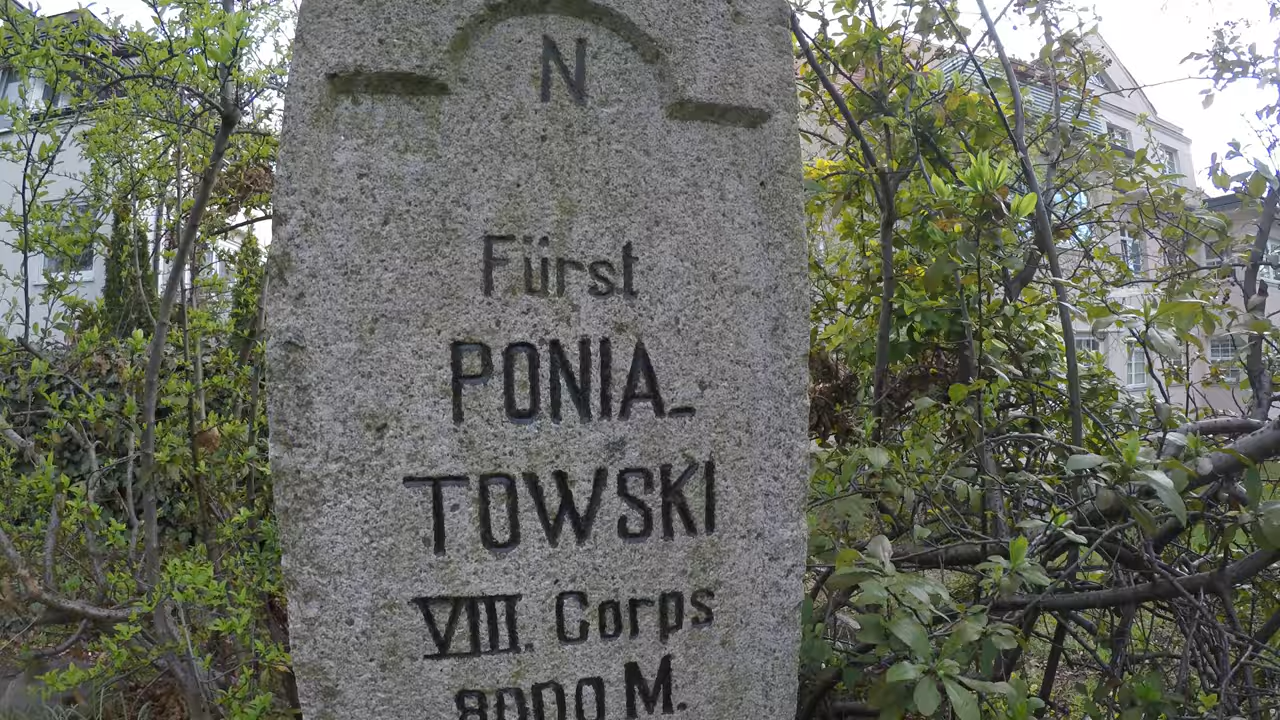 N
Fürst
PONIA-
TOWSKI
VIII. Corps
8000 M.